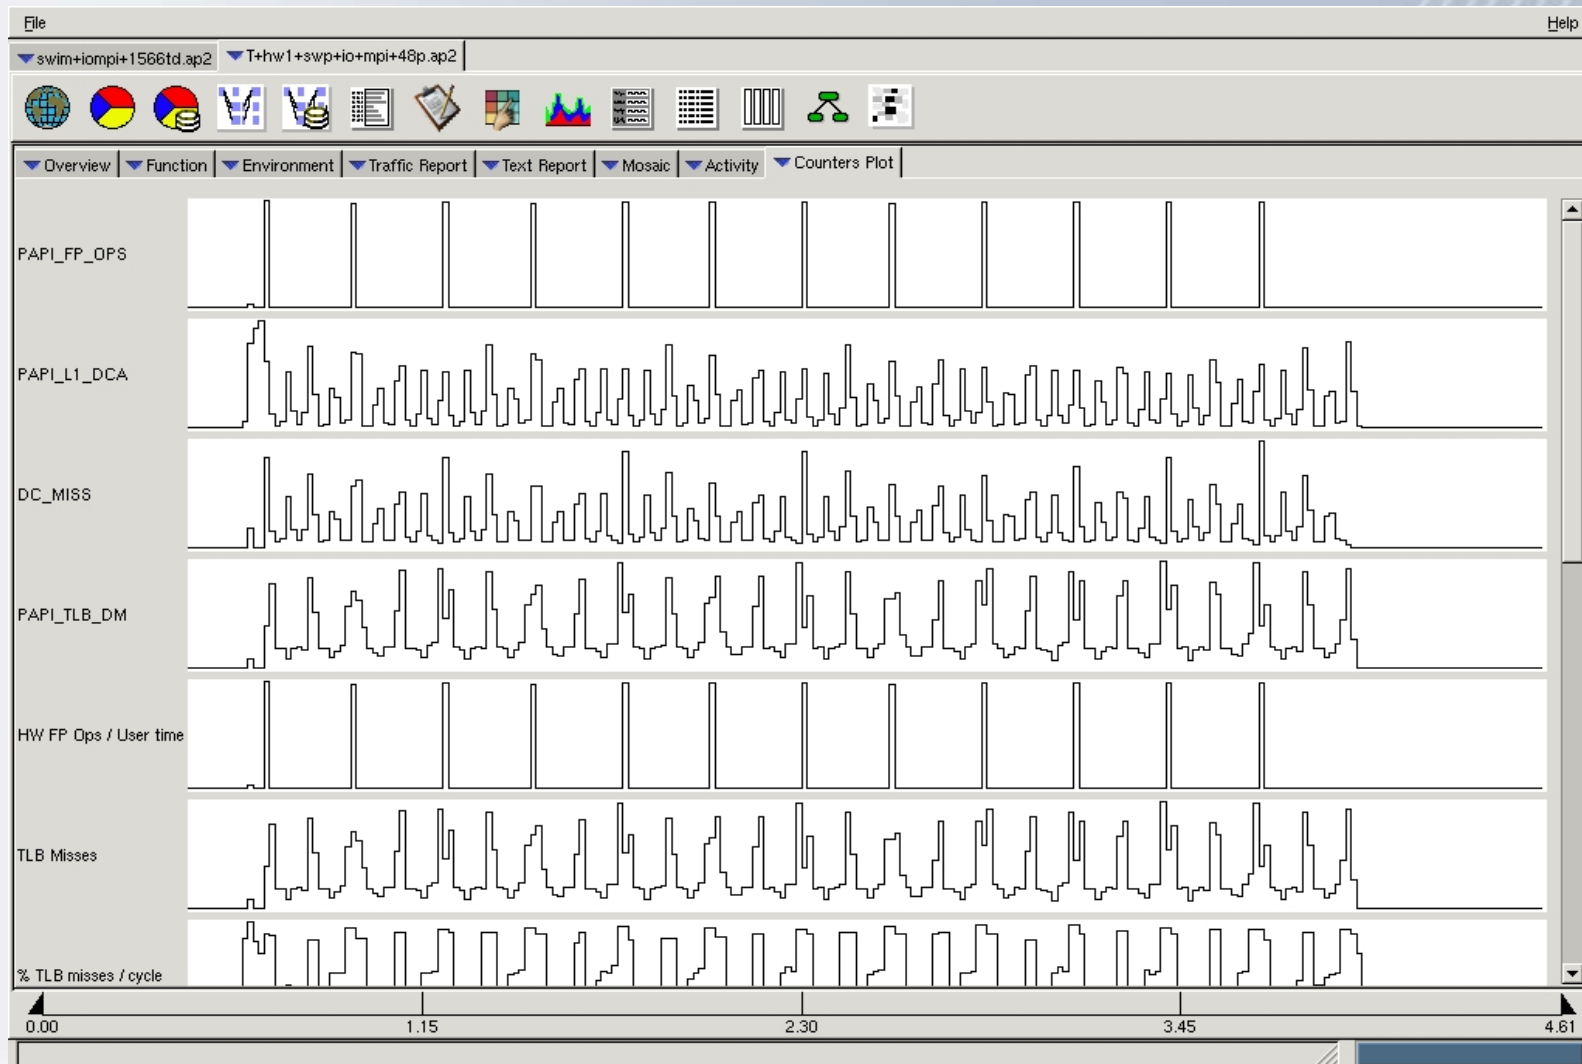 File Help
swim+iompi+1566td.ap2 T+hw1+swp+io+mpi+48p.ap2
Overview Function Environment Traffic Report Text Report Mosaic Activity Counters Plot
PAPI_FP_OPS
PAPI_L1_DCA
DC_MISS
PAPI_TLB_DM
HW FP Ops / User time
TLB Misses
% TLB misses / cycle
0.00 1.15 2.30 3.45 4.61